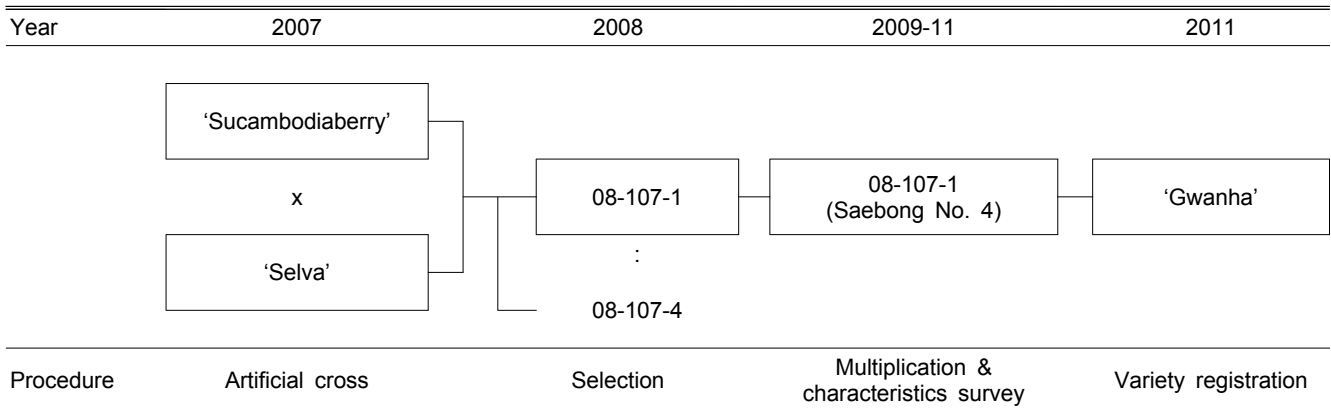 Year 2007 2008 2009-11 2011
‘Sucambodiaberry’
x
‘Selva’
08-107-1
:
08-107-4
08-107-1
(Saebong No. 4)
‘Gwanha’
Procedure Artificial cross Selection Multiplication & characteristics survey Variety registration